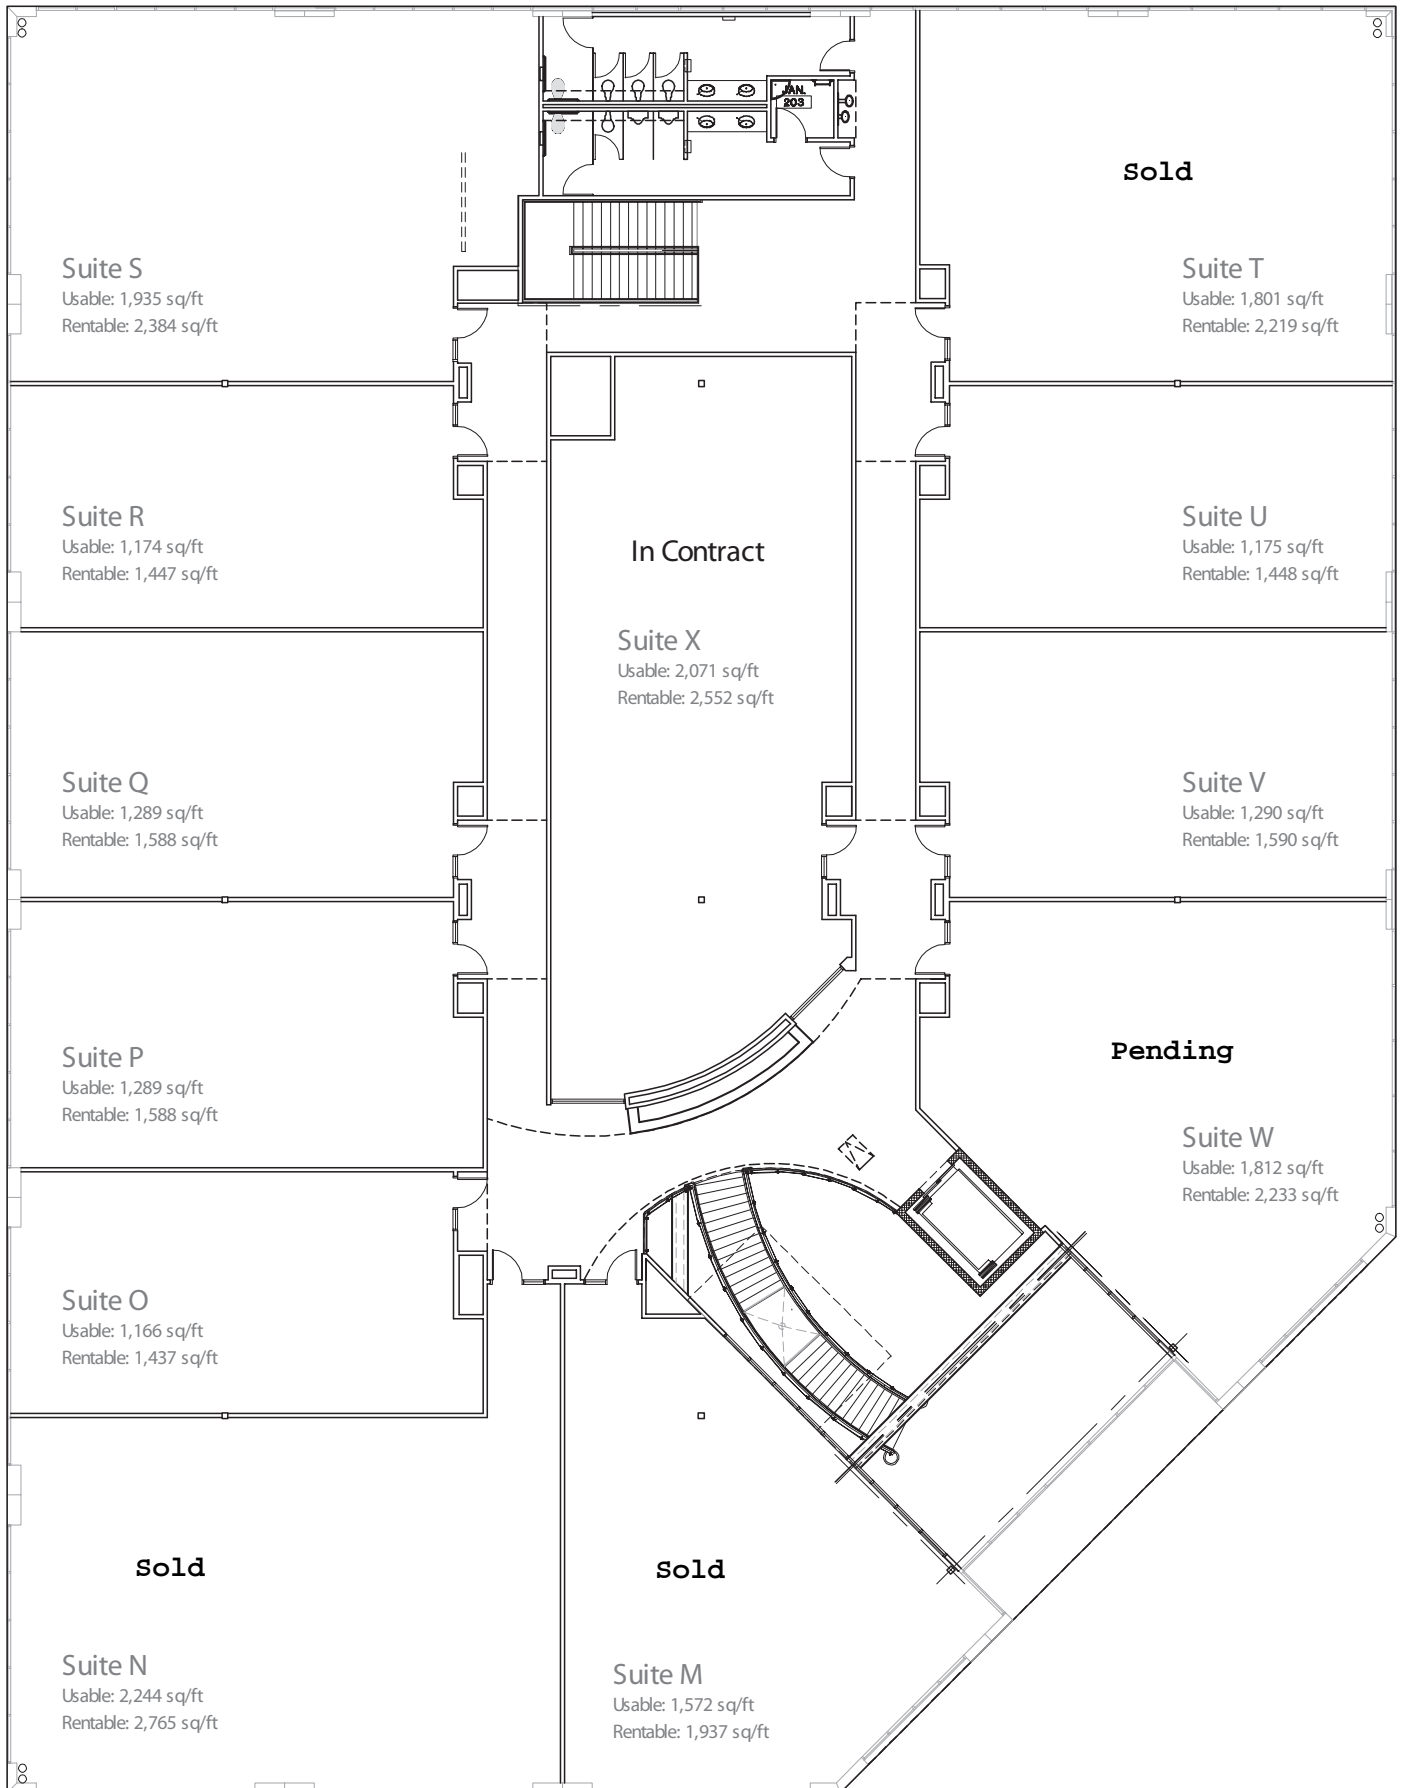 JAN.
203
Sold
Suite S
Usable: 1,935 sq/ft
Rentable: 2,384 sq/ft
Suite T
Usable: 1,801 sq/ft
Rentable: 2,219 sq/ft
Suite R
Usable: 1,174 sq/ft
Rentable: 1,447 sq/ft
In Contract
Suite U
Usable: 1,175 sq/ft
Rentable: 1,448 sq/ft
Suite X
Usable: 2,071 sq/ft
Rentable: 2,552 sq/ft
Suite Q
Usable: 1,289 sq/ft
Rentable: 1,588 sq/ft
Suite V
Usable: 1,290 sq/ft
Rentable: 1,590 sq/ft
Suite P
Usable: 1,289 sq/ft
Rentable: 1,588 sq/ft
Pending
Suite W
Usable: 1,812 sq/ft
Rentable: 2,233 sq/ft
Suite O
Usable: 1,166 sq/ft
Rentable: 1,437 sq/ft
Sold
Suite N
Usable: 2,244 sq/ft
Rentable: 2,765 sq/ft
Sold
Suite M
Usable: 1,572 sq/ft
Rentable: 1,937 sq/ft